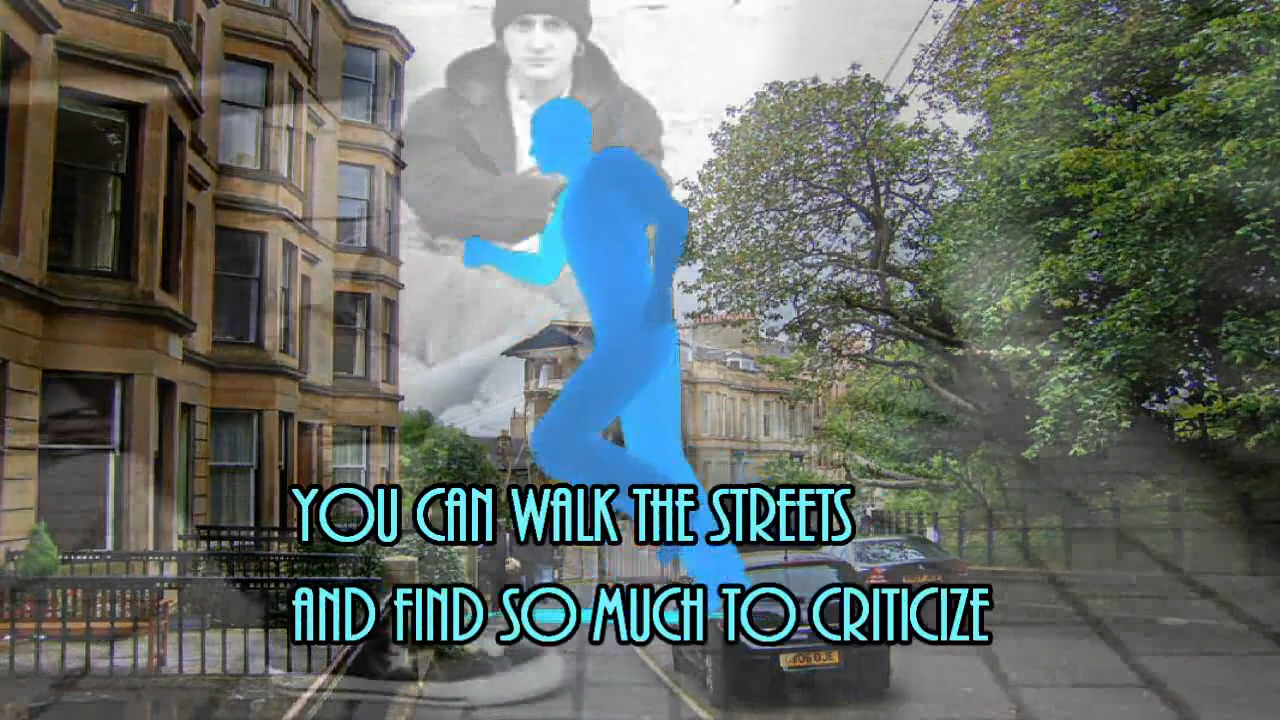 YOU CAN WALK THE STREETS
AND FIND SO MUCH TO CRITICIZE